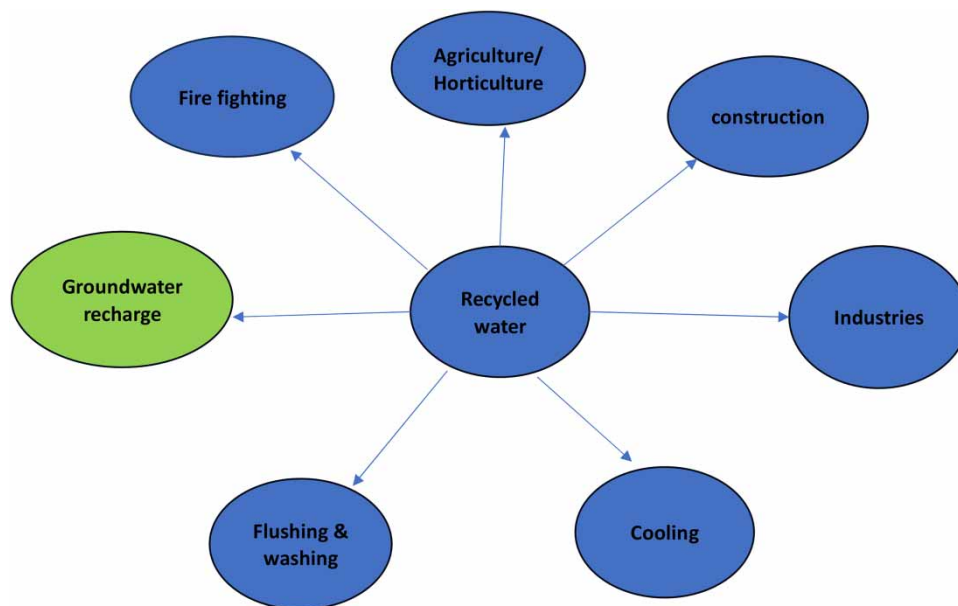 Agriculture/
Horticulture
Fire fighting
construction
Groundwater
recharge
Recycled
water
Industries
Flushing &
washing
Cooling